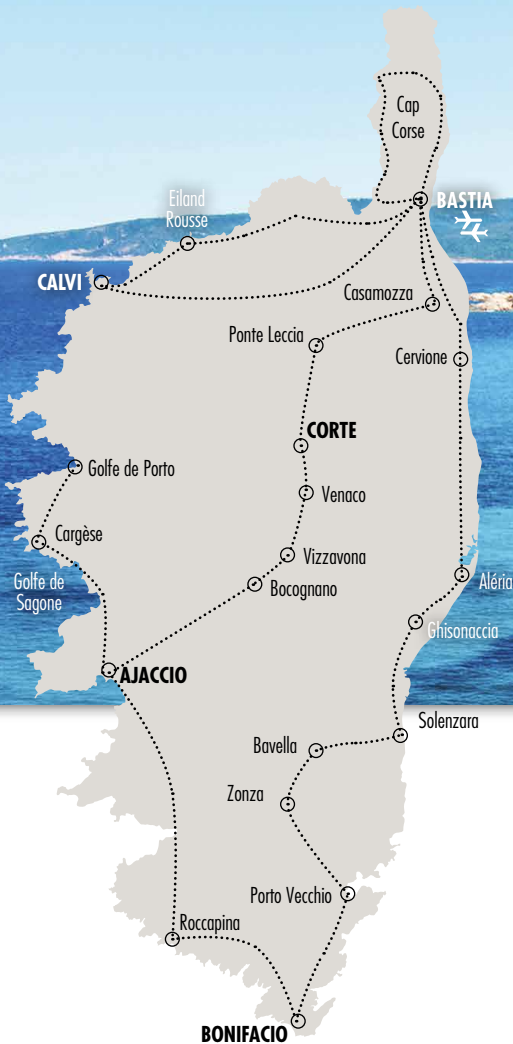 Cap
Corse
BASTIA
Eiland
Rousse
CALVI
Casamozza
Ponte Leccia
Cervione
CORTE
Golfe de Porto
Venaco
Cargèse
Vizzavona
Golfe de
Sagone
Bocognano
Aléria
Ghisonaccia
AJACCIO
Solenzara
Bavella
Zonza
Porto Vecchio
Roccapina
BONIFACIO